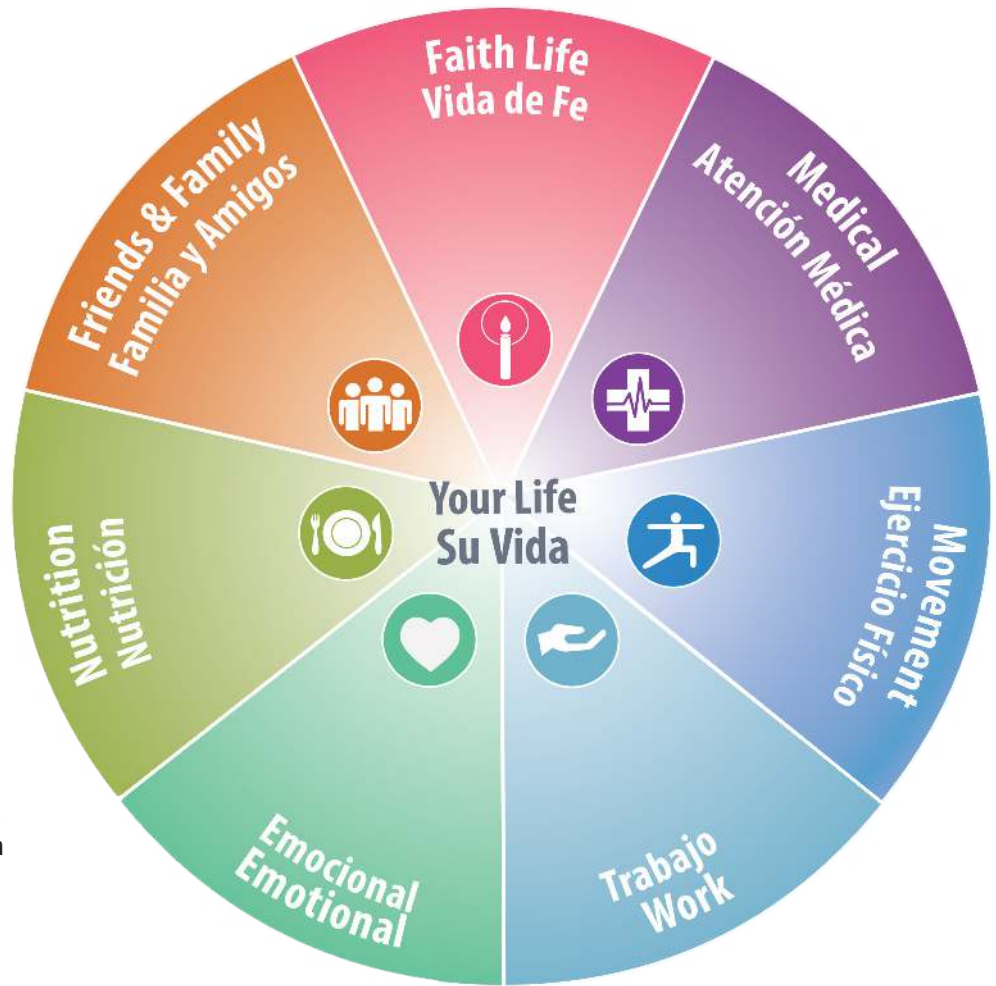 Faith Life
Vida de Fe
Medical
Atención Médica
Movement
Ejercicio Físico
Trabajo
Work
Emocional
Emotional
Nutrition
Nutrición
Friends & Family
Familia y Amigos
Your Life
Su Vida